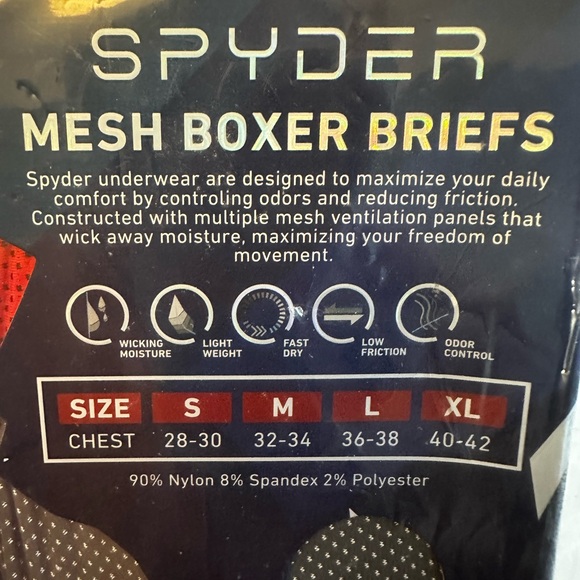 SPYDER
MESH BOXER BRIEFS
Spyder underwear are designed to maximize your daily
comfort by controling odors and reducing friction.
Constructed with multiple mesh ventilation panels that
wick away moisture, maximizing your freedom of
movement.
WICKING MOISTURE
LIGHT WEIGHT
FAST DRY
LOW FRICTION
ODOR CONTROL
SIZE S M L XL
CHEST 28-30 32-34 36-38 40-42
90% Nylon 8% Spandex 2% Polyester